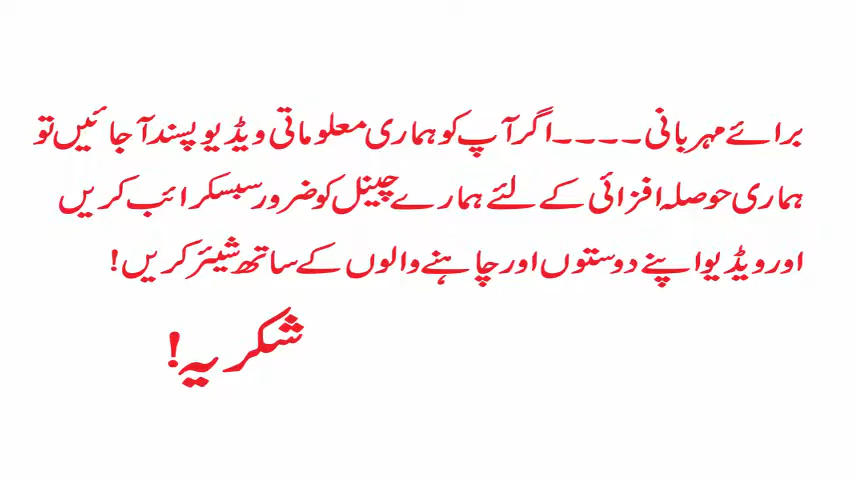 برائے مہربانی ۔۔۔۔ اگر آپ کو ہماری معلوماتی ویڈیو پسند آ جائیں تو
ہماری حوصلہ افزائی کے لئے ہمارے چینل کو ضرور سبسکرائب کریں
اور ویڈیو اپنے دوستوں اور چاہنے والوں کے ساتھ شیئر کریں!
شکریہ!